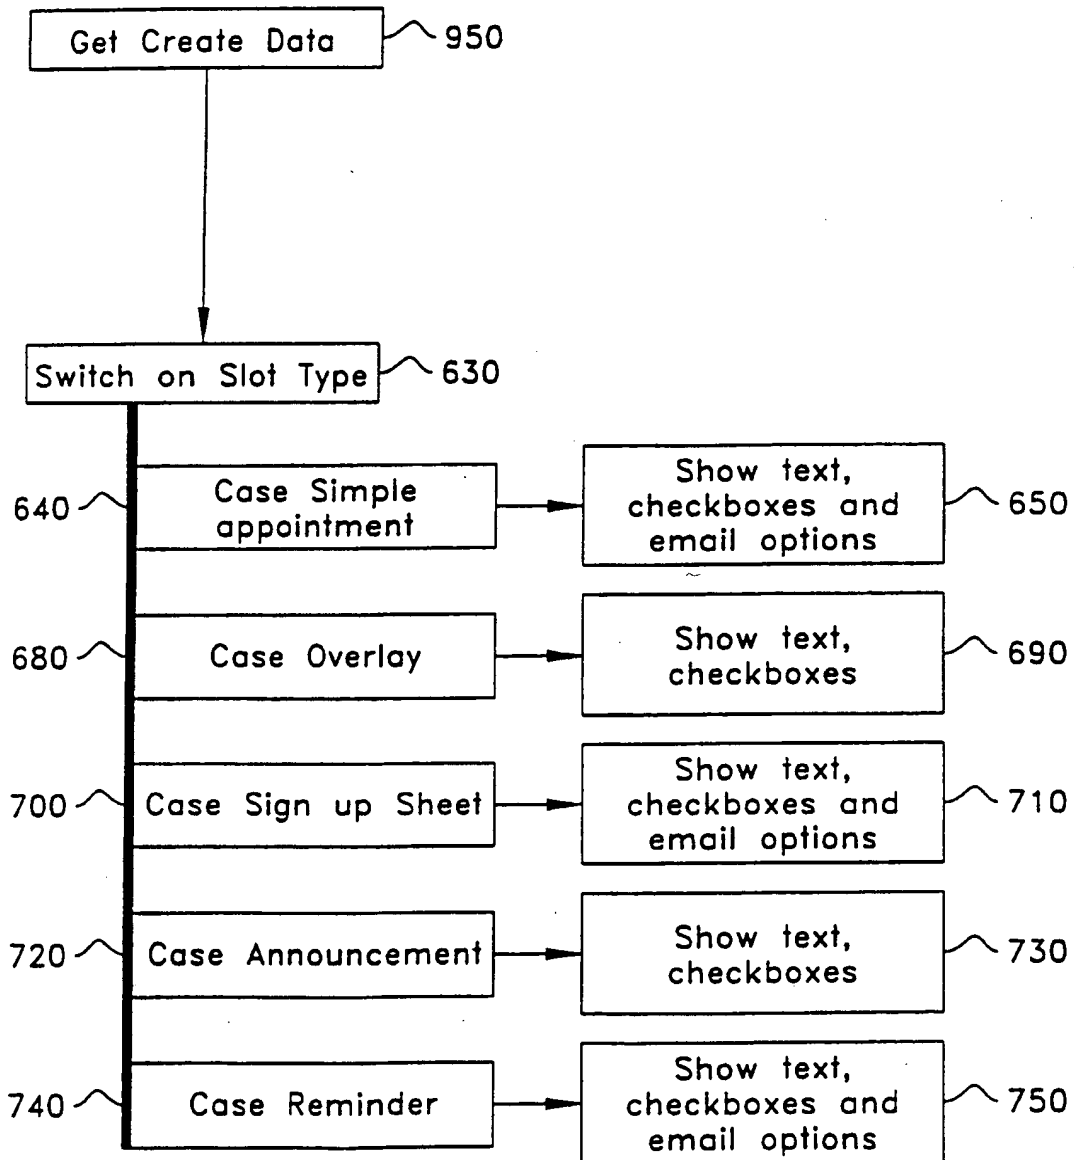 Get Create Data
950
Switch on Slot Type
630
640
Case Simple
appointment
Show text,
checkboxes and
email options
650
680
Case Overlay
Show text,
checkboxes
690
700
Case Sign up Sheet
Show text,
checkboxes and
email options
710
720
Case Announcement
Show text,
checkboxes
730
740
Case Reminder
Show text,
checkboxes and
email options
750